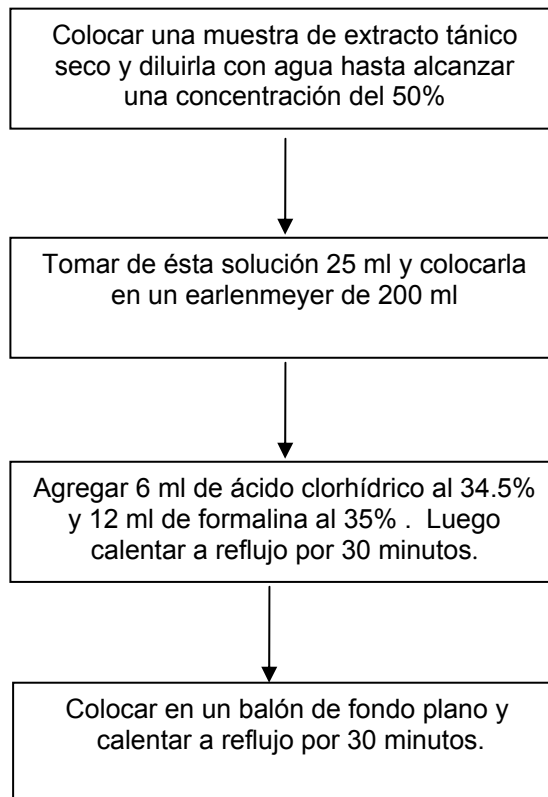 Colocar una muestra de extracto tánico
seco y diluirla con agua hasta alcanzar
una concentración del 50%
Tomar de ésta solución 25 ml y colocarla
en un earlenmeyer de 200 ml
Agregar 6 ml de ácido clorhídrico al 34.5%
y 12 ml de formalina al 35% . Luego
calentar a reflujo por 30 minutos.
Colocar en un balón de fondo plano y
calentar a reflujo por 30 minutos.